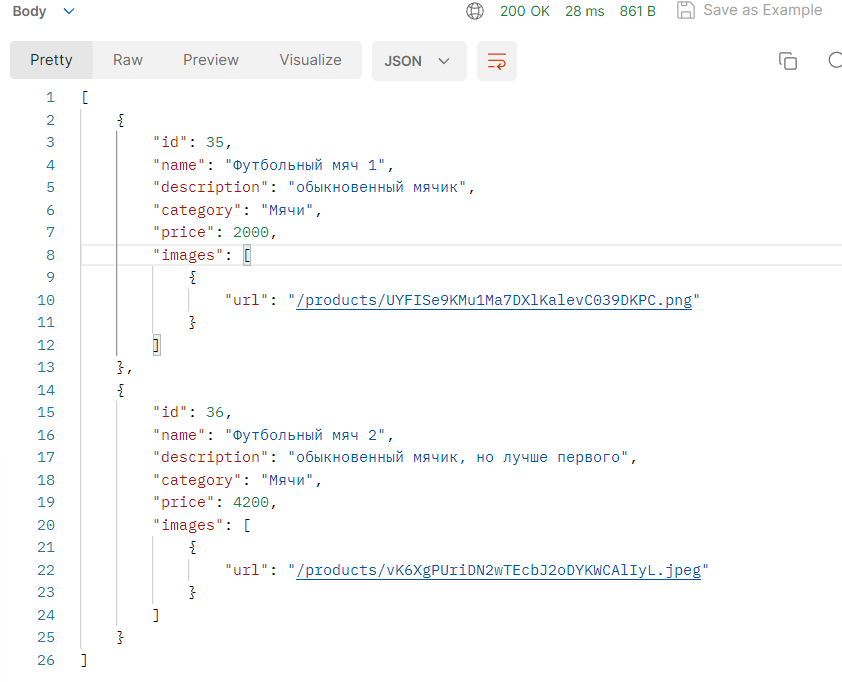 Body 200 OK 28 ms 861 B Save as Example
Pretty Raw Preview Visualize JSON
1 [
2 {
3 "id": 35,
4 "name": "Футбольный мяч 1",
5 "description": "обыкновенный мячик",
6 "category": "Мячи",
7 "price": 2000,
8 "images": [
9 {
10 "url": "/products/UYFISe9KMu1Ma7DXlKalevC039DKPC.png"
11 }
12 ]
13 },
14 {
15 "id": 36,
16 "name": "Футбольный мяч 2",
17 "description": "обыкновенный мячик, но лучше первого",
18 "category": "Мячи",
19 "price": 4200,
20 "images": [
21 {
22 "url": "/products/vK6XgPUriDN2wTEcbJ2oDYKWCAlIyL.jpeg"
23 }
24 ]
25 }
26 ]